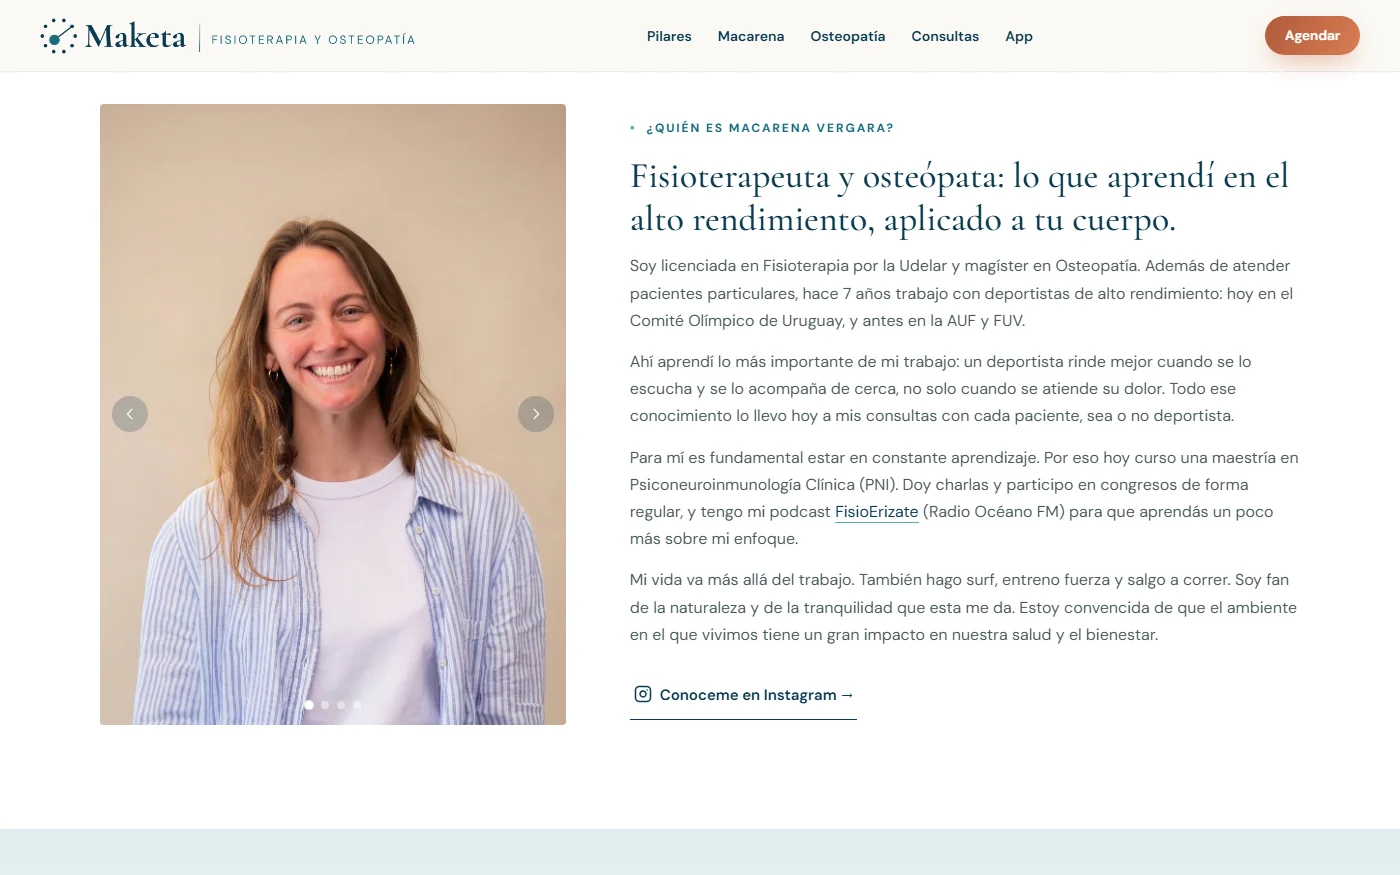 Maketa
FISIOTERAPIA Y OSTEOPATÍA
Pilares
Macarena
Osteopatía
Consultas
App
Agendar
¿QUIÉN ES MACARENA VERGARA?
Fisioterapeuta y osteópata: lo que aprendí en el
alto rendimiento, aplicado a tu cuerpo.
Soy licenciada en Fisioterapia por la Udelar y magíster en Osteopatía. Además de atender
pacientes particulares, hace 7 años trabajo con deportistas de alto rendimiento: hoy en el
Comité Olímpico de Uruguay, y antes en la AUF y FUV.
Ahí aprendí lo más importante de mi trabajo: un deportista rinde mejor cuando se lo
escucha y se lo acompaña de cerca, no solo cuando se atiende su dolor. Todo ese
conocimiento lo llevo hoy a mis consultas con cada paciente, sea o no deportista.
Para mí es fundamental estar en constante aprendizaje. Por eso hoy curso una maestría en
Psiconeuroinmunología Clínica (PNI). Doy charlas y participo en congresos de forma
regular, y tengo mi podcast FisioErizate (Radio Océano FM) para que aprendás un poco
más sobre mi enfoque.
Mi vida va más allá del trabajo. También hago surf, entreno fuerza y salgo a correr. Soy fan
de la naturaleza y de la tranquilidad que esta me da. Estoy convencida de que el ambiente
en el que vivimos tiene un gran impacto en nuestra salud y el bienestar.
Conoceme en Instagram →